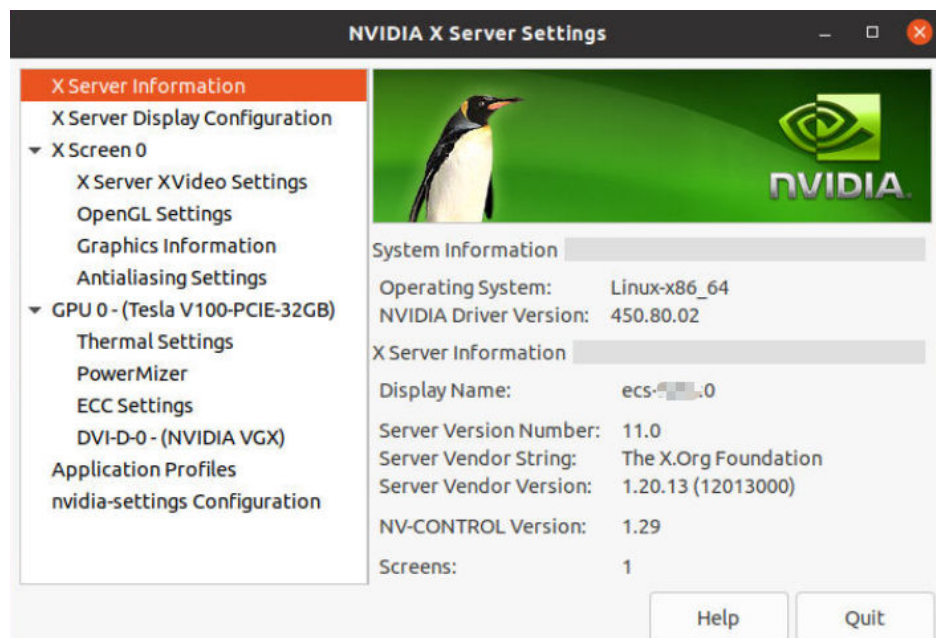 NVIDIA X Server Settings
X Server Information
X Server Display Configuration
X Screen 0
X Server XVideo Settings
OpenGL Settings
Graphics Information
Antialiasing Settings
GPU 0 - (Tesla V100-PCIE-32GB)
Thermal Settings
PowerMizer
ECC Settings
DVI-D-0 - (NVIDIA VGX)
Application Profiles
nvidia-settings Configuration
NVIDIA.
System Information
Operating System: Linux-x86_64
NVIDIA Driver Version: 450.80.02
X Server Information
Display Name: ecs- :0
Server Version Number: 11.0
Server Vendor String: The X.Org Foundation
Server Vendor Version: 1.20.13 (12013000)
NV-CONTROL Version: 1.29
Screens: 1
Help Quit